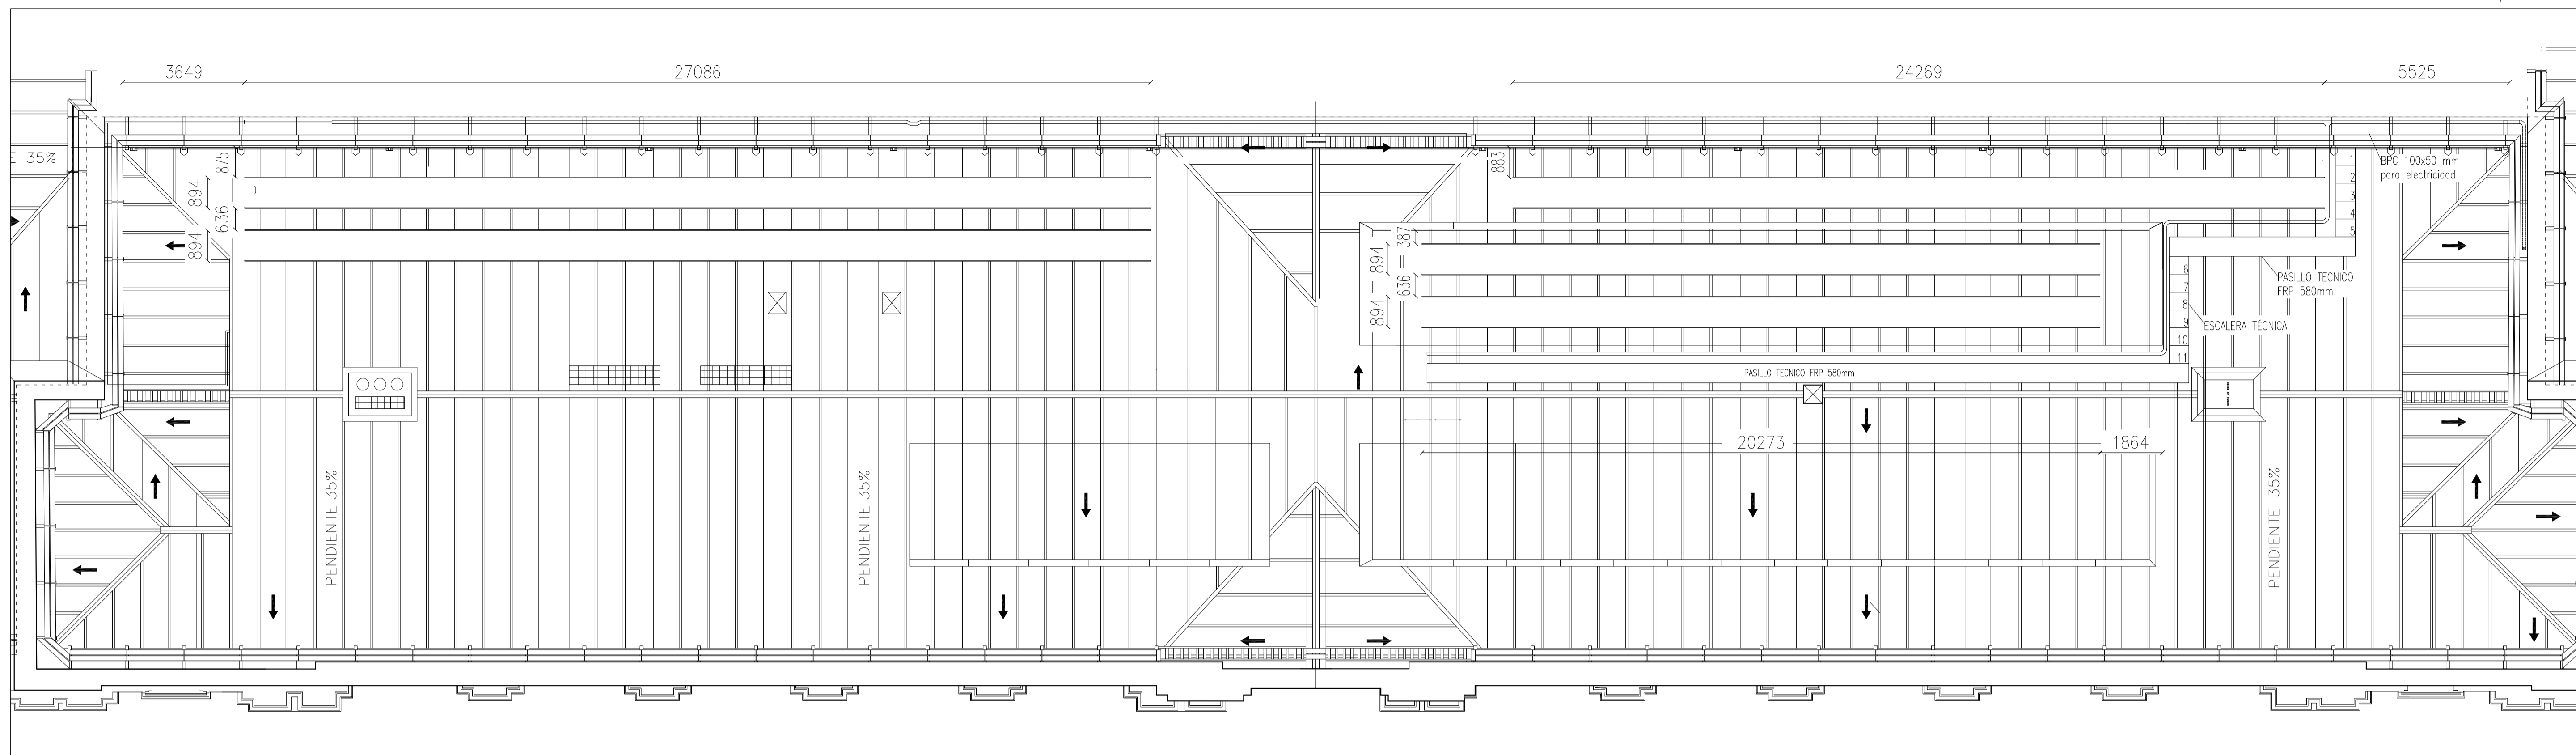 3649
27086
24269
5525
E 35%
875
894
636
894
883
1
2
3
4
5
BPC 100x50 mm
para electricidad
387
894 =
636 =
894
6
7
8
9
10
11
PASILLO TECNICO
FRP 580mm
ESCALERA TÉCNICA
PASILLO TECNICO FRP 580mm
20273
1864
PENDIENTE 35%
PENDIENTE 35%
PENDIENTE 35%